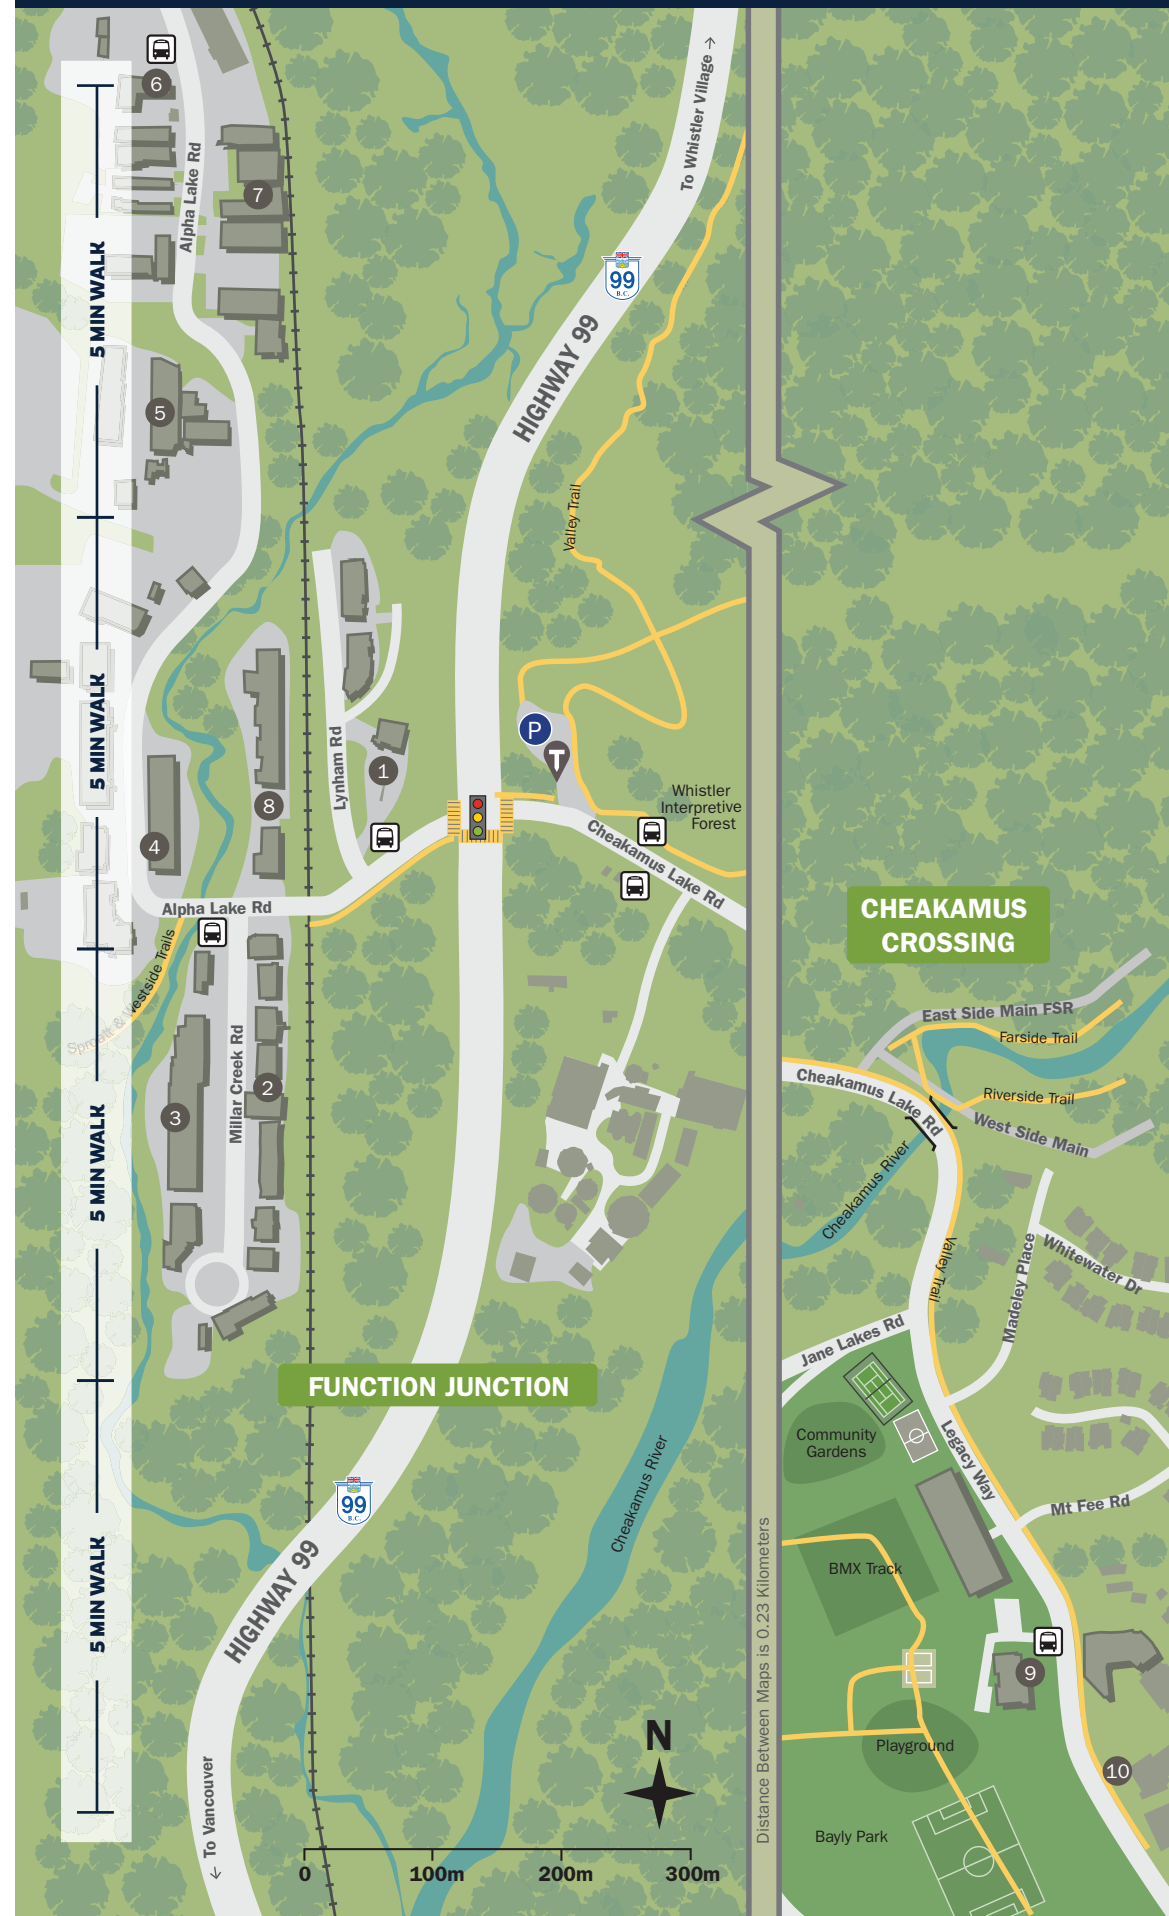 To Whistler Village →
6
Alpha Lake Rd
7
5 MIN WALK
99
B.C.
HIGHWAY 99
5
Valley Trail
5 MIN WALK
P
T
Lynham Rd
1
Whistler
Interpretive
Forest
8
4
Cheakamus Lake Rd
Alpha Lake Rd
CHEAKAMUS
CROSSING
Sproatt & Westside Trails
East Side Main FSR
Farside Trail
Millar Creek Rd
2
3
Cheakamus Lake Rd
Riverside Trail
West Side Main
5 MIN WALK
Cheakamus River
Valley Trail
Madeley Place
Whitewater Dr
Jane Lakes Rd
FUNCTION JUNCTION
Community
Gardens
Legacy Way
Cheakamus River
99
B.C.
Mt Fee Rd
HIGHWAY 99
BMX Track
5 MIN WALK
Distance Between Maps is 0.23 Kilometers
9
N
Playground
10
← To Vancouver
Bayly Park
0 100m 200m 300m